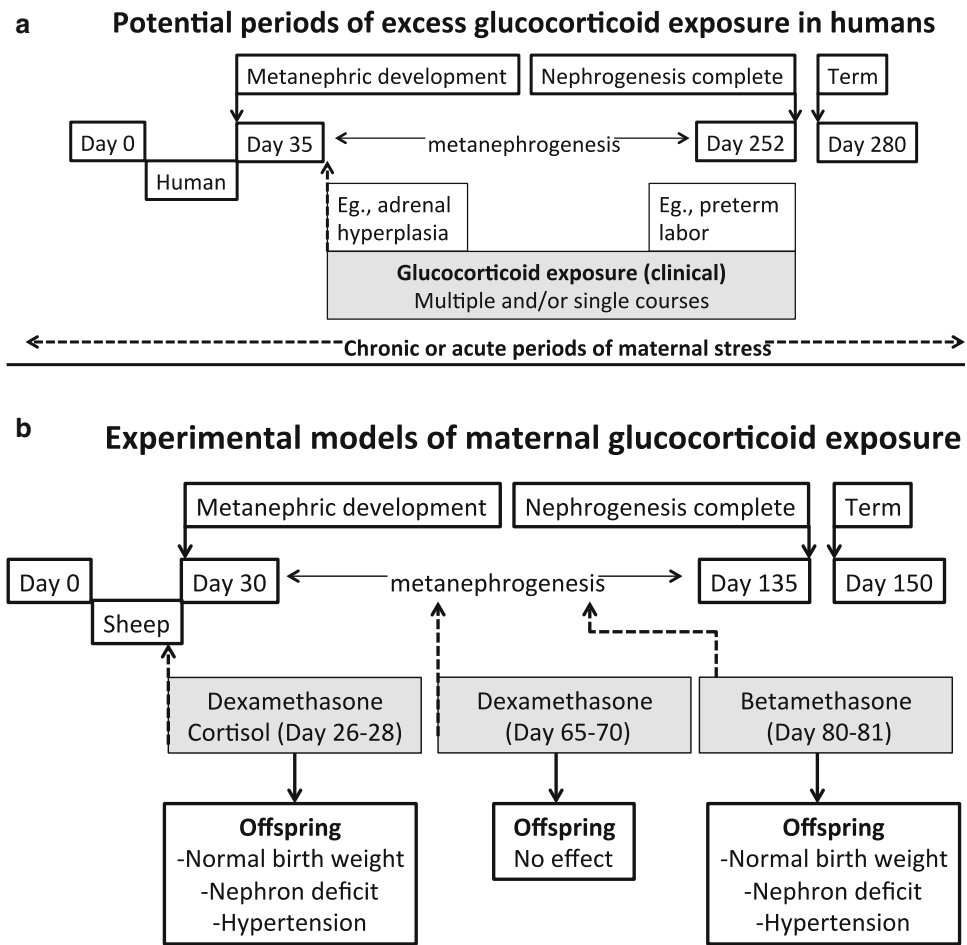 a
Potential periods of excess glucocorticoid exposure in humans
Metanephric development
Nephrogenesis complete
Term
Day 0
Day 35
metanephrogenesis
Day 252
Day 280
Human
Eg., adrenal
hyperplasia
Eg., preterm
labor
Glucocorticoid exposure (clinical)
Multiple and/or single courses
Chronic or acute periods of maternal stress
b
Experimental models of maternal glucocorticoid exposure
Metanephric development
Nephrogenesis complete
Term
Day 0
Day 30
metanephrogenesis
Day 135
Day 150
Sheep
Dexamethasone
Cortisol (Day 26-28)
Dexamethasone
(Day 65-70)
Betamethasone
(Day 80-81)
Offspring
-Normal birth weight
-Nephron deficit
-Hypertension
Offspring
No effect
Offspring
-Normal birth weight
-Nephron deficit
-Hypertension